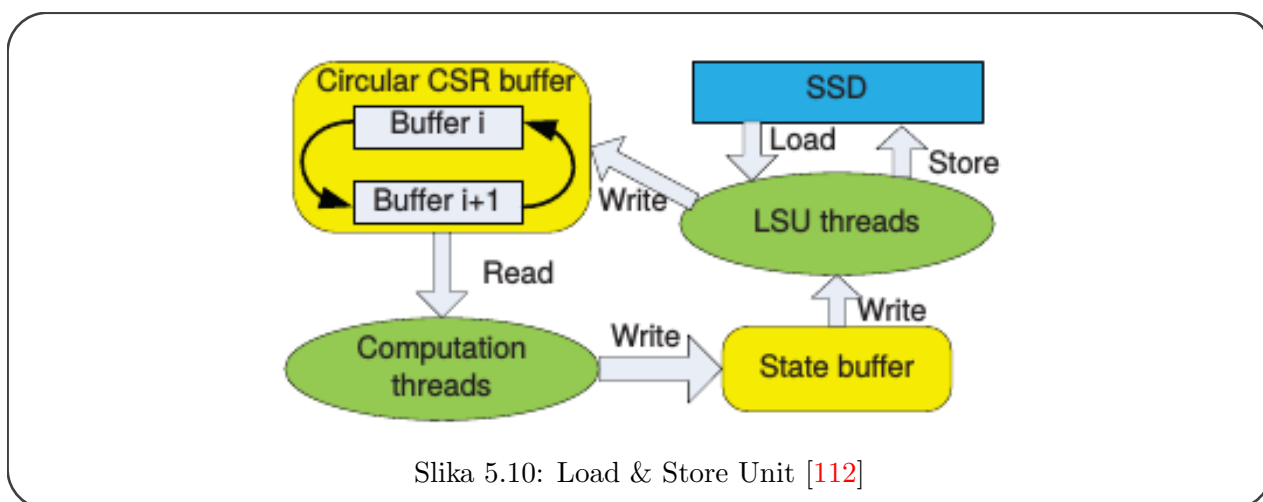 Circular CSR buffer
Buffer i
Buffer i+1
SSD
Load
Store
Write
LSU threads
Read
Write
Computation
threads
Write
State buffer
Slika 5.10: Load & Store Unit [112]